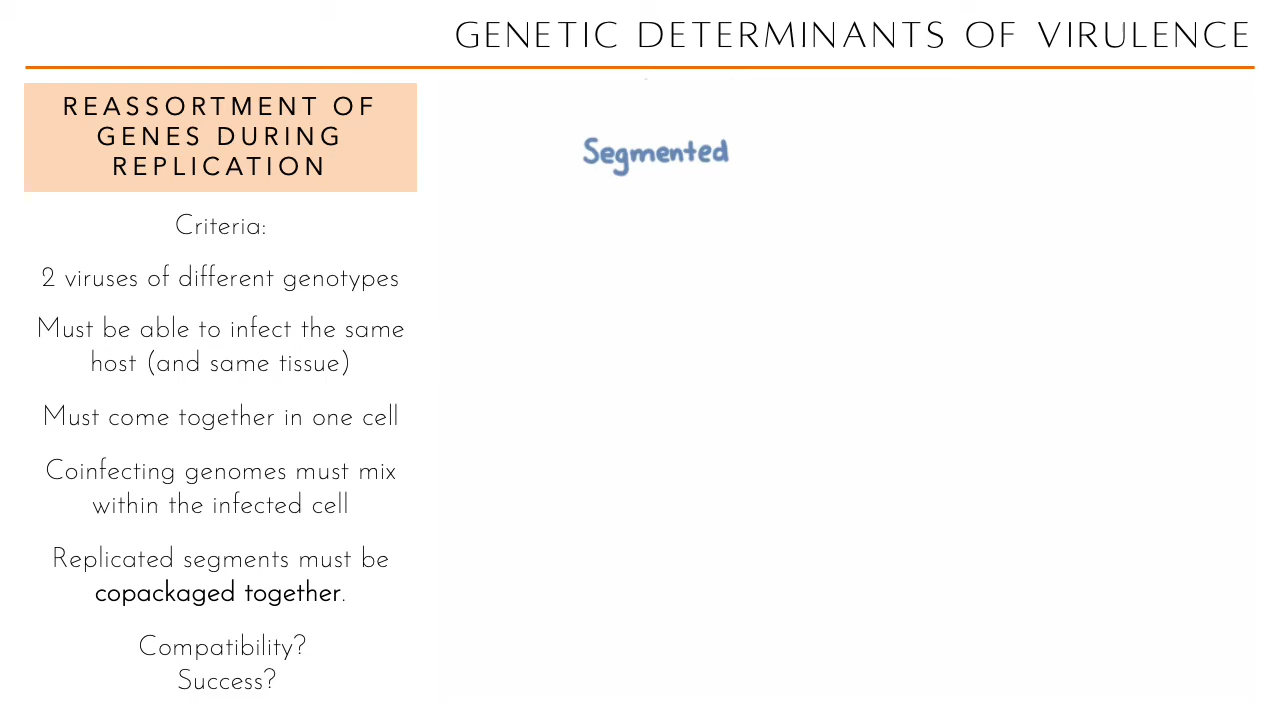 GENETIC DETERMINANTS OF VIRULENCE
REASSORTMENT OF
GENES DURING
REPLICATION
Segmented
Criteria:
2 viruses of different genotypes
Must be able to infect the same
host (and same tissue)
Must come together in one cell
Coinfecting genomes must mix
within the infected cell
Replicated segments must be
copackaged together.
Compatibility?
Success?